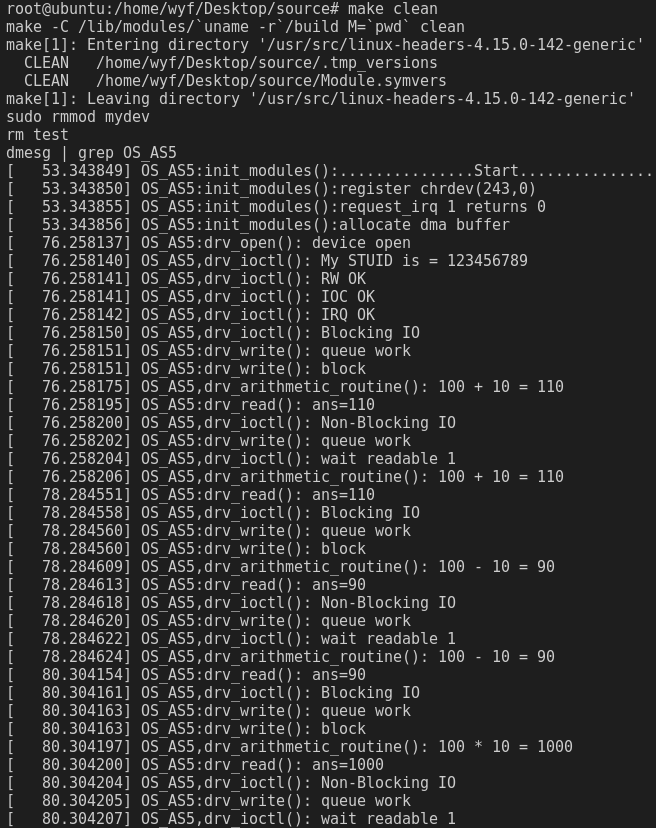 root@ubuntu:/home/wyf/Desktop/source# make clean
make -C /lib/modules/`uname -r`/build M=`pwd` clean
make[1]: Entering directory '/usr/src/linux-headers-4.15.0-142-generic'
  CLEAN   /home/wyf/Desktop/source/.tmp_versions
  CLEAN   /home/wyf/Desktop/source/Module.symvers
make[1]: Leaving directory '/usr/src/linux-headers-4.15.0-142-generic'
sudo rmmod mydev
rm test
dmesg | grep OS_AS5
[   53.343849] OS_AS5:init_modules():...............Start...............
[   53.343850] OS_AS5:init_modules():register chrdev(243,0)
[   53.343855] OS_AS5:init_modules():request_irq 1 returns 0
[   53.343856] OS_AS5:init_modules():allocate dma buffer
[   76.258137] OS_AS5:drv_open(): device open
[   76.258140] OS_AS5,drv_ioctl(): My STUID is = 123456789
[   76.258141] OS_AS5,drv_ioctl(): RW OK
[   76.258141] OS_AS5,drv_ioctl(): IOC OK
[   76.258142] OS_AS5,drv_ioctl(): IRQ OK
[   76.258150] OS_AS5,drv_ioctl(): Blocking IO
[   76.258151] OS_AS5:drv_write(): queue work
[   76.258151] OS_AS5:drv_write(): block
[   76.258175] OS_AS5,drv_arithmetic_routine(): 100 + 10 = 110
[   76.258195] OS_AS5:drv_read(): ans=110
[   76.258200] OS_AS5,drv_ioctl(): Non-Blocking IO
[   76.258202] OS_AS5:drv_write(): queue work
[   76.258204] OS_AS5,drv_ioctl(): wait readable 1
[   76.258206] OS_AS5,drv_arithmetic_routine(): 100 + 10 = 110
[   78.284551] OS_AS5:drv_read(): ans=110
[   78.284558] OS_AS5,drv_ioctl(): Blocking IO
[   78.284560] OS_AS5:drv_write(): queue work
[   78.284560] OS_AS5:drv_write(): block
[   78.284609] OS_AS5,drv_arithmetic_routine(): 100 - 10 = 90
[   78.284613] OS_AS5:drv_read(): ans=90
[   78.284618] OS_AS5,drv_ioctl(): Non-Blocking IO
[   78.284620] OS_AS5:drv_write(): queue work
[   78.284622] OS_AS5,drv_ioctl(): wait readable 1
[   78.284624] OS_AS5,drv_arithmetic_routine(): 100 - 10 = 90
[   80.304154] OS_AS5:drv_read(): ans=90
[   80.304161] OS_AS5,drv_ioctl(): Blocking IO
[   80.304163] OS_AS5:drv_write(): queue work
[   80.304163] OS_AS5:drv_write(): block
[   80.304197] OS_AS5,drv_arithmetic_routine(): 100 * 10 = 1000
[   80.304200] OS_AS5:drv_read(): ans=1000
[   80.304204] OS_AS5,drv_ioctl(): Non-Blocking IO
[   80.304205] OS_AS5:drv_write(): queue work
[   80.304207] OS_AS5,drv_ioctl(): wait readable 1